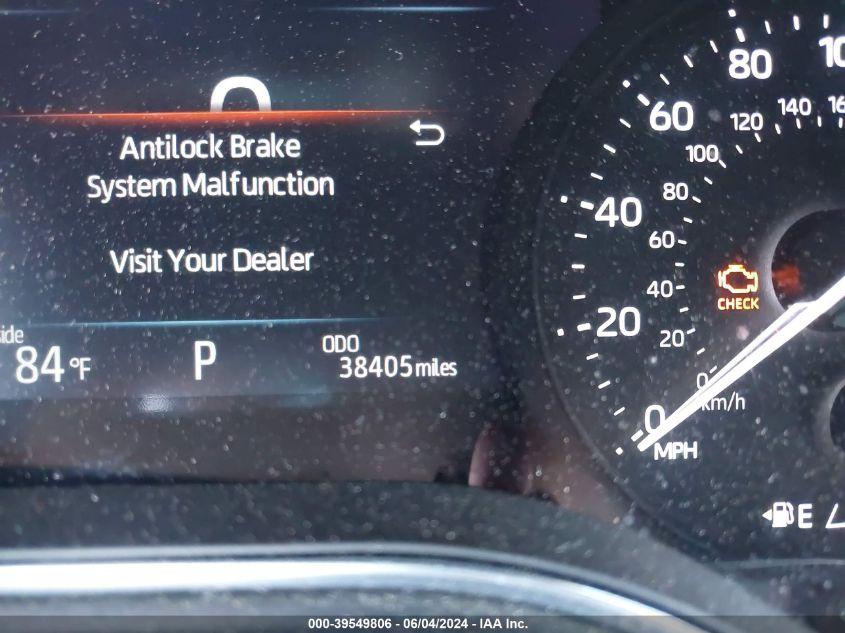 Antilock Brake
System Malfunction
Visit Your Dealer
84 °F
P
ODO
38405 miles
0
20
40
60
80
0
20
40
60
80
100
120
140
km/h
MPH
CHECK
E
000-39549806 - 06/04/2024 - IAA Inc.